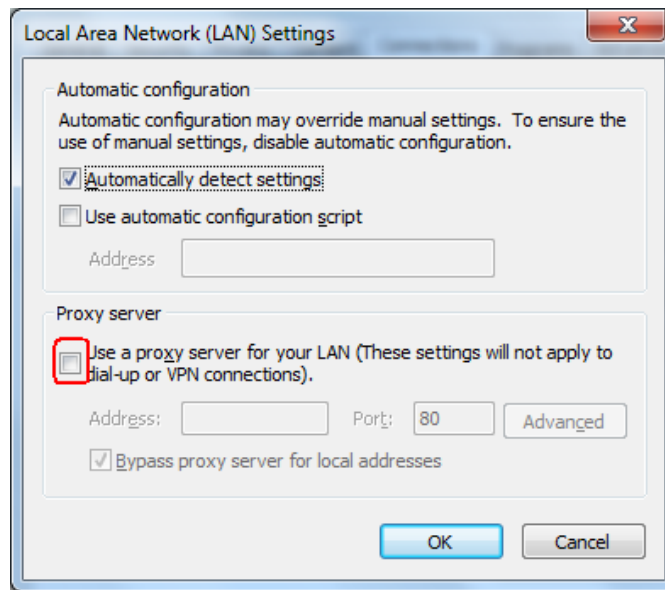 Local Area Network (LAN) Settings
Automatic configuration
Automatic configuration may override manual settings. To ensure the
use of manual settings, disable automatic configuration.
Automatically detect settings
Use automatic configuration script
Address
Proxy server
Use a proxy server for your LAN (These settings will not apply to
dial-up or VPN connections).
Address:
Port: 80
Advanced
Bypass proxy server for local addresses
OK
Cancel